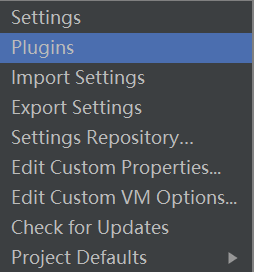 Settings
Plugins
Import Settings
Export Settings
Settings Repository...
Edit Custom Properties...
Edit Custom VM Options...
Check for Updates
Project Defaults